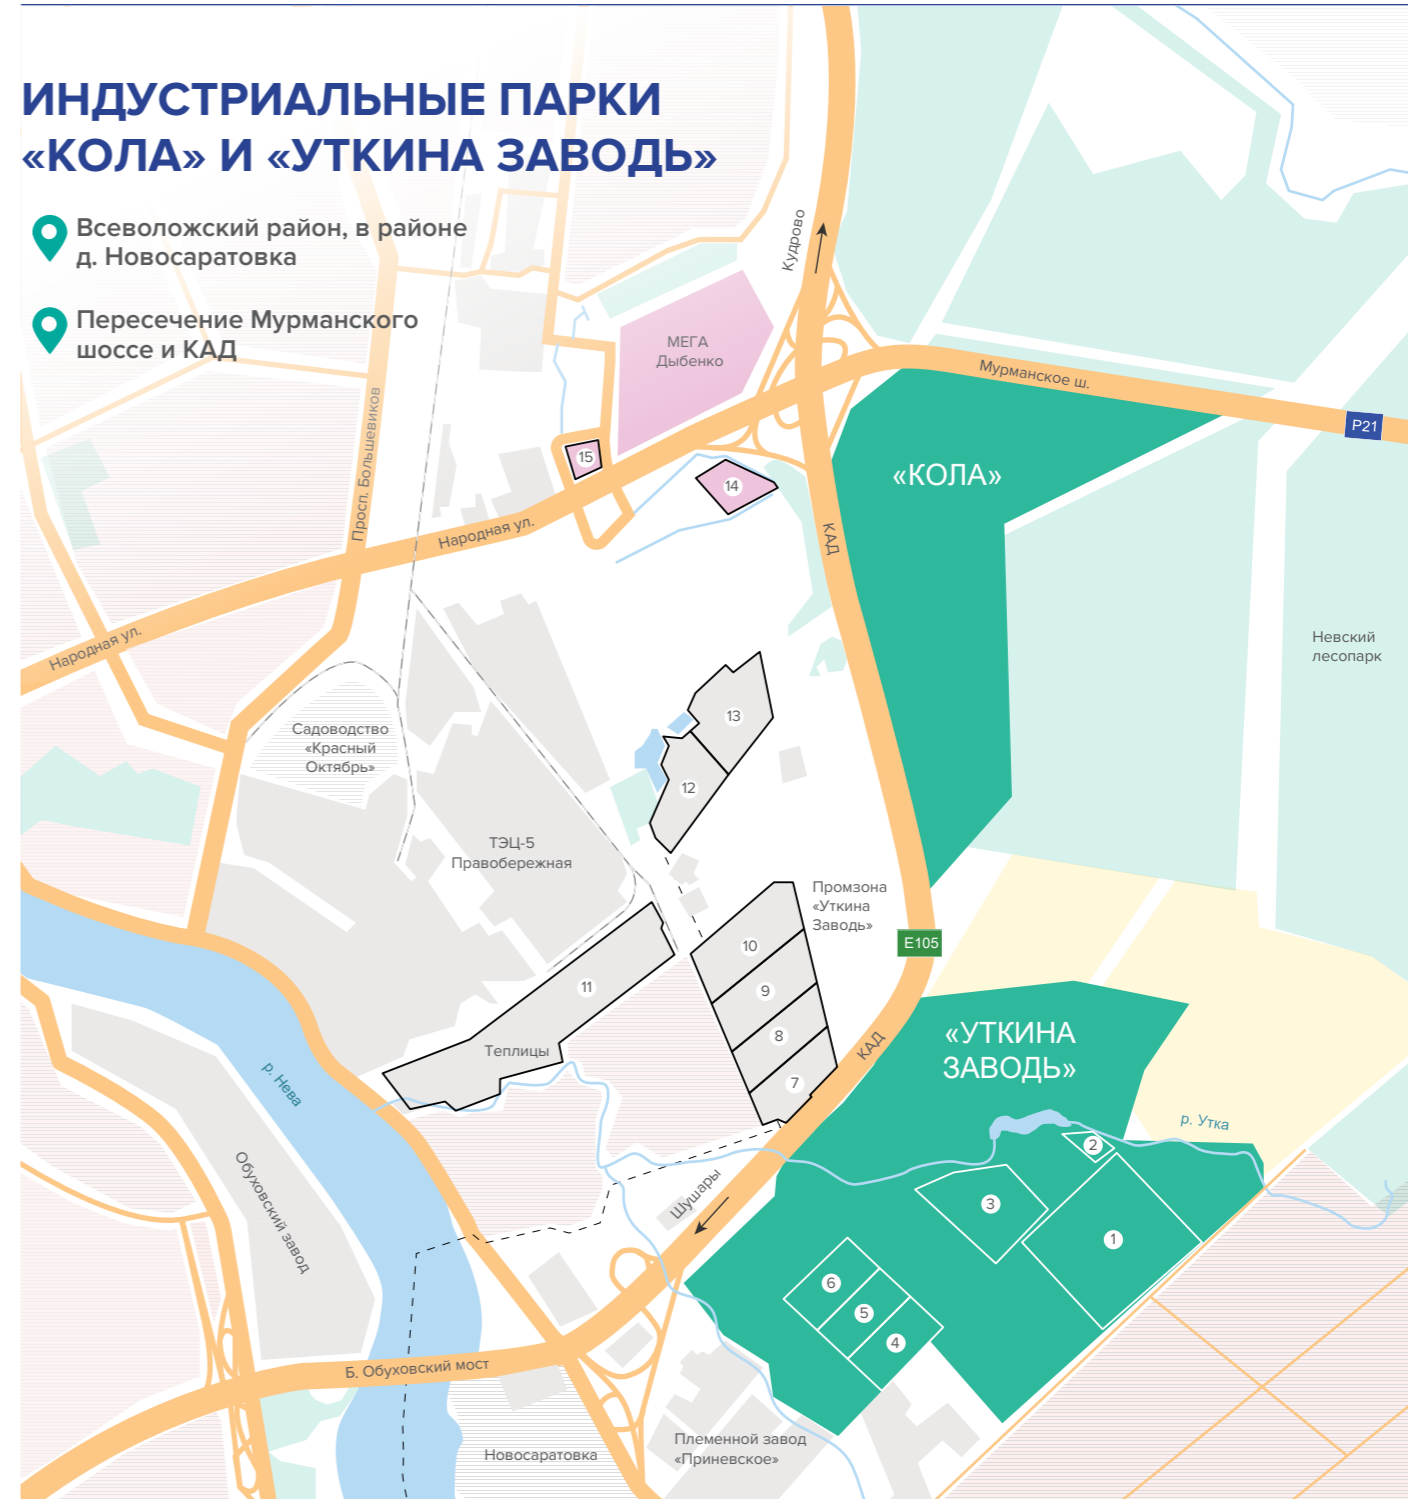 ИНДУСТРИАЛЬНЫЕ ПАРКИ
«КОЛА» И «УТКИНА ЗАВОДЬ»
Всеволожский район, в районе
д. Новосаратовка
Пересечение Мурманского
шоссе и КАД
Кудрово
МЕГА
Дыбенко
Мурманское ш.
P21
Просп. Большевиков
15
14
«КОЛА»
Народная ул.
КАД
Народная ул.
Невский
лесопарк
13
Садоводство
«Красный
Октябрь»
12
ТЭЦ-5
Правобережная
Промзона
«Уткина
Заводь»
10
E105
11
9
8
Теплицы
7
КАД
«УТКИНА
ЗАВОДЬ»
р. Нева
р. Утка
2
Обуховский завод
Шушары
3
1
6
5
4
Б. Обуховский мост
Новосаратовка
Племенной завод
«Приневское»